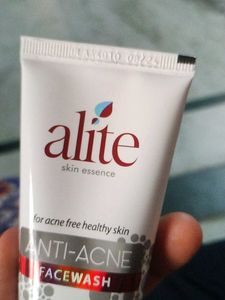 alite
skin essence
for acne free healthy skin
ANTI-ACNE
FACEWASH